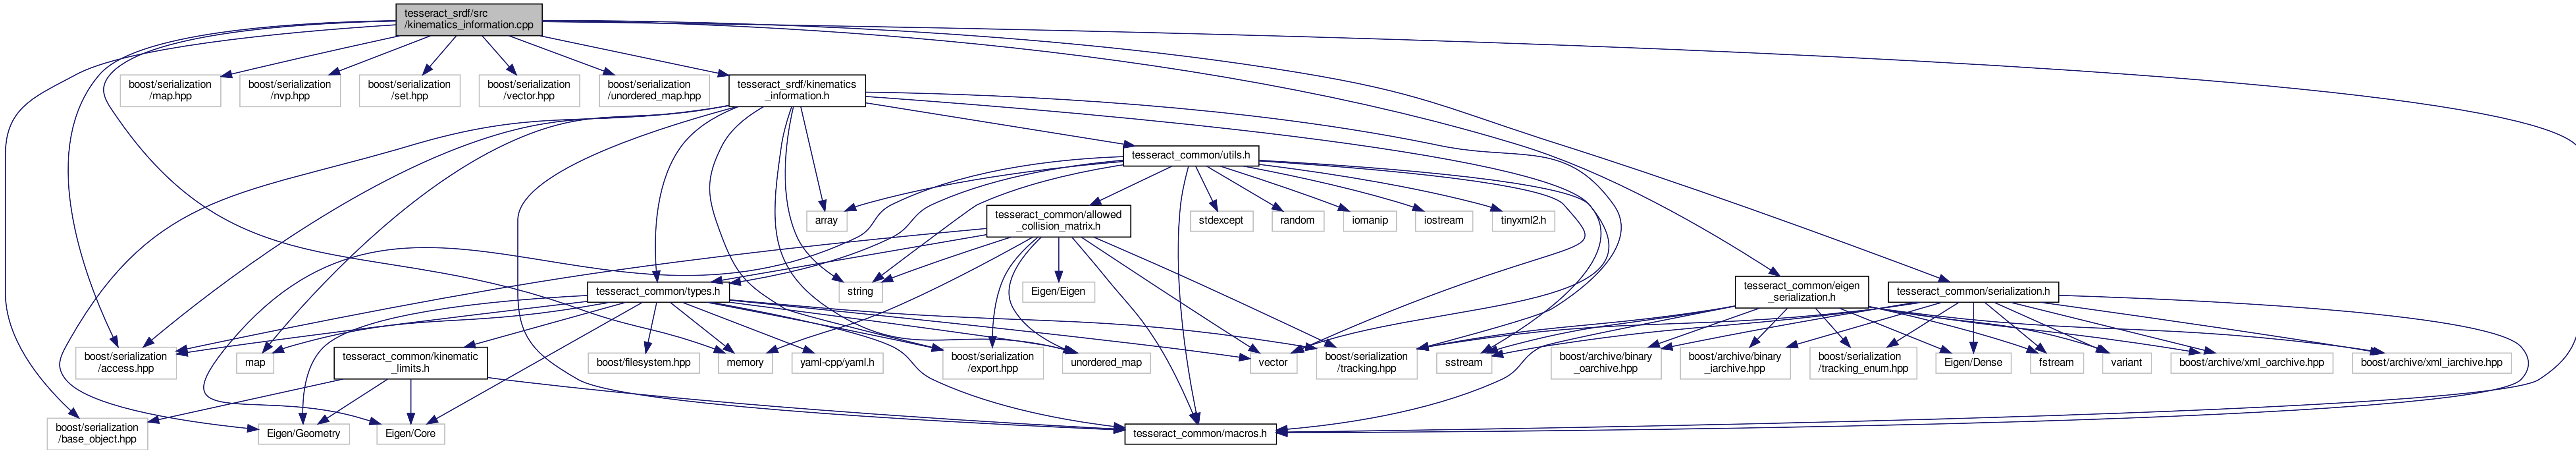 tesseract_srdf/src
/kinematics_information.cpp
boost/serialization
/map.hpp
boost/serialization
/nvp.hpp
boost/serialization
/set.hpp
boost/serialization
/vector.hpp
boost/serialization
/unordered_map.hpp
tesseract_srdf/kinematics
_information.h
tesseract_common/utils.h
array
tesseract_common/allowed
_collision_matrix.h
stdexcept
random
iomanip
iostream
tinyxml2.h
tesseract_common/types.h
string
Eigen/Eigen
tesseract_common/eigen
_serialization.h
tesseract_common/serialization.h
boost/serialization
/access.hpp
map
tesseract_common/kinematic
_limits.h
boost/filesystem.hpp
memory
yaml-cpp/yaml.h
boost/serialization
/export.hpp
unordered_map
vector
boost/serialization
/tracking.hpp
sstream
boost/archive/binary
_oarchive.hpp
boost/archive/binary
_iarchive.hpp
boost/serialization
/tracking_enum.hpp
Eigen/Dense
fstream
variant
boost/archive/xml_oarchive.hpp
boost/archive/xml_iarchive.hpp
boost/serialization
/base_object.hpp
Eigen/Geometry
Eigen/Core
tesseract_common/macros.h